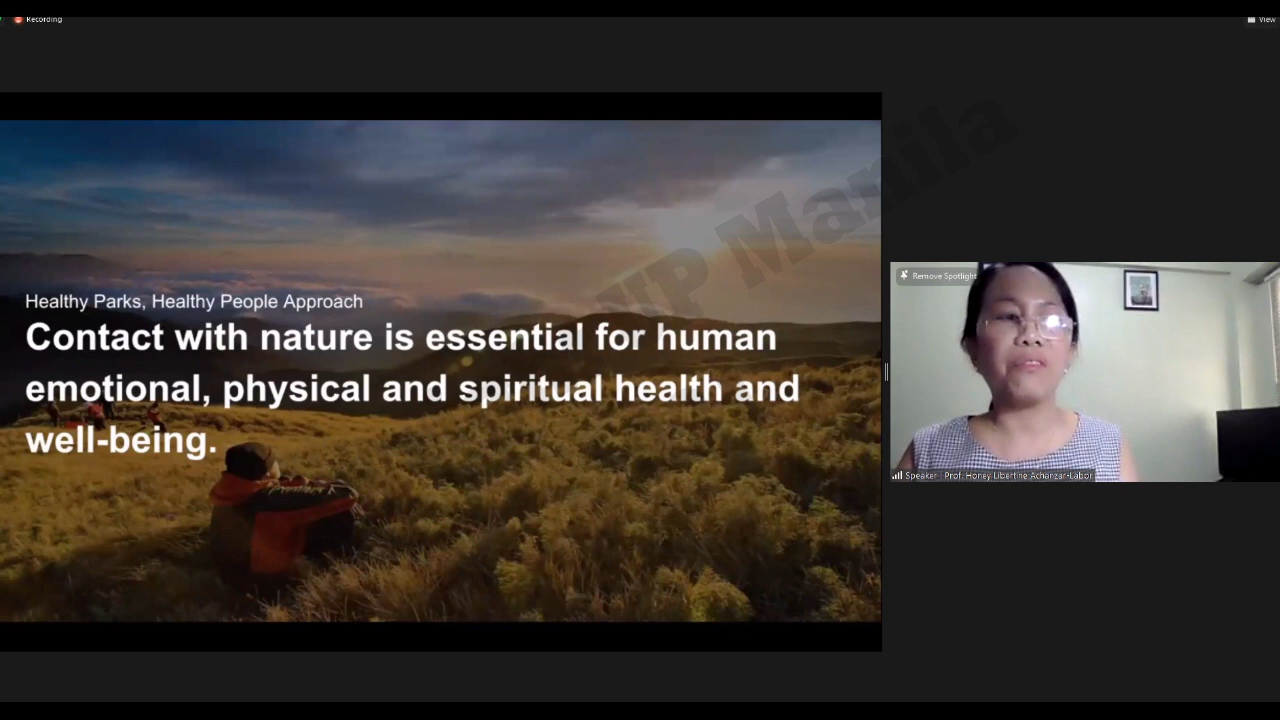 Recording
View
Healthy Parks, Healthy People Approach
Contact with nature is essential for human
emotional, physical and spiritual health and
well-being.
UP Manila
Remove Spotlight
Speaker | Prof. Honey Libertine Achanzar-Labor